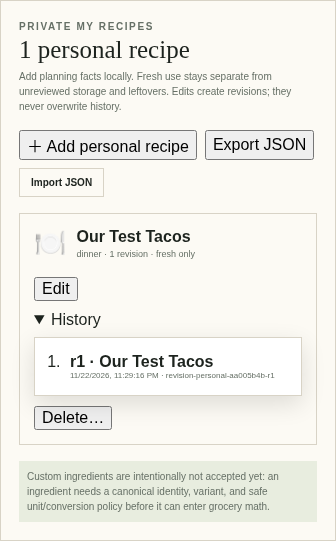 PRIVATE MY RECIPES
1 personal recipe
Add planning facts locally. Fresh use stays separate from
unreviewed storage and leftovers. Edits create revisions; they
never overwrite history.
+ Add personal recipe
Export JSON
Import JSON
Our Test Tacos
dinner · 1 revision · fresh only
Edit
▼ History
1. r1 · Our Test Tacos
11/22/2026, 11:29:16 PM · revision-personal-aa005b4b-r1
Delete…
Custom ingredients are intentionally not accepted yet: an
ingredient needs a canonical identity, variant, and safe
unit/conversion policy before it can enter grocery math.